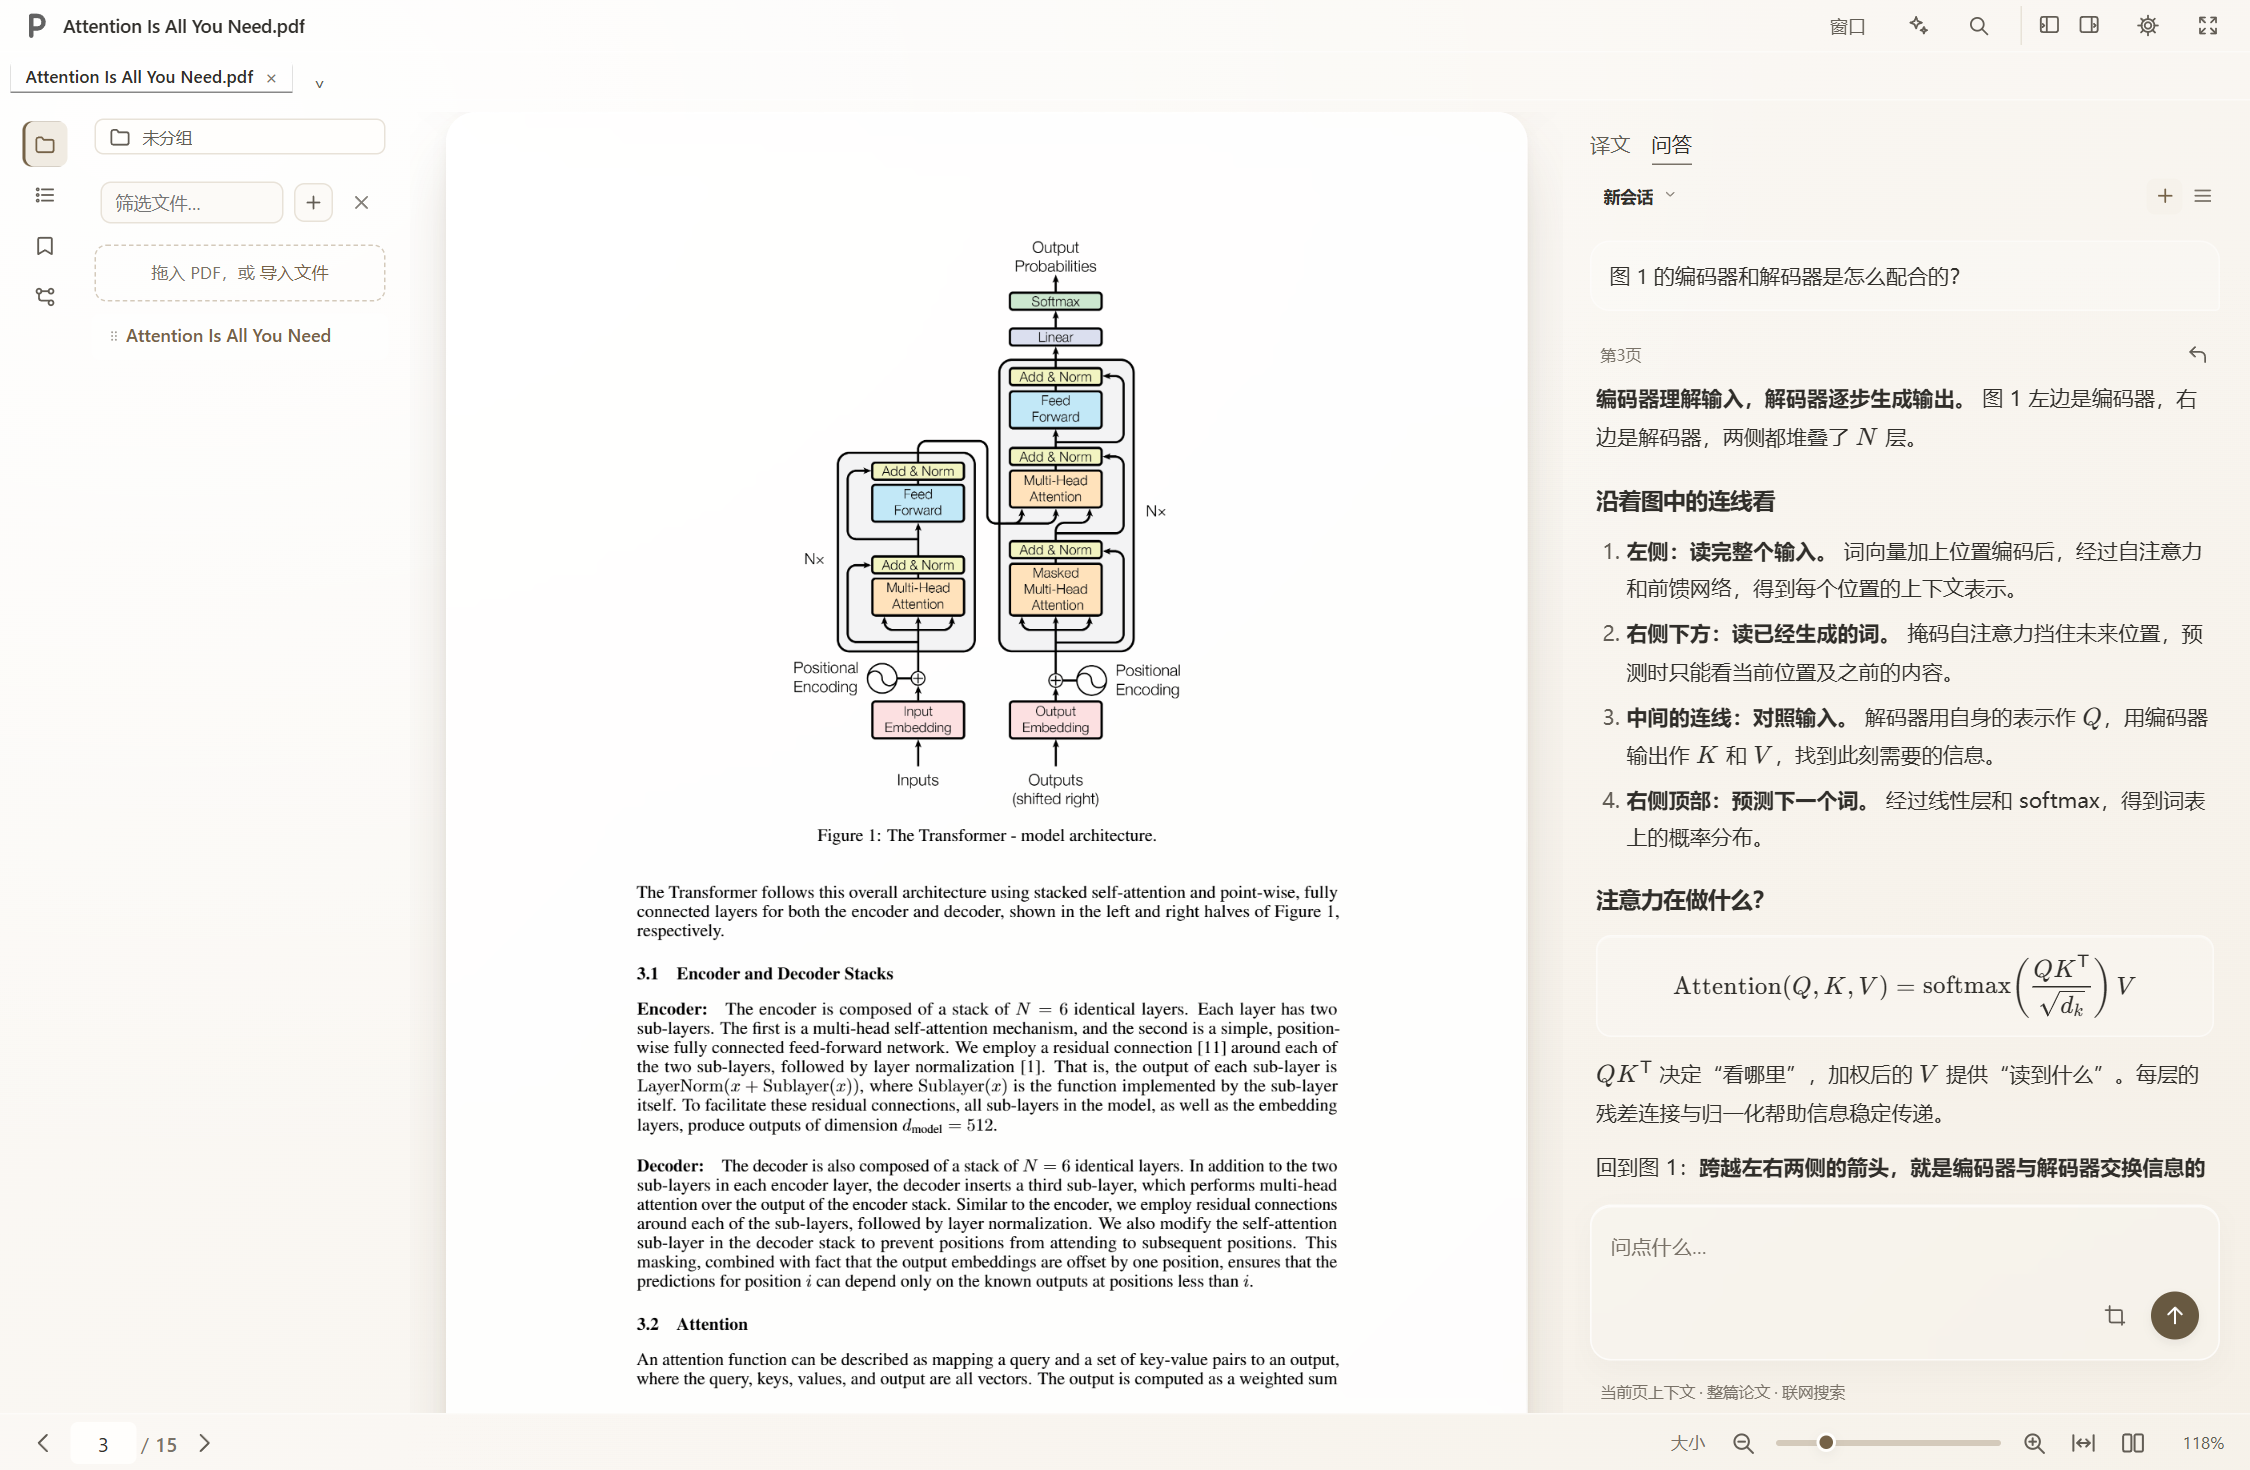 Attention Is All You Need.pdf
窗口
Attention Is All You Need.pdf ×
未分组
筛选文件...
拖入 PDF，或 导入文件
Attention Is All You Need
Output
Probabilities
Softmax
Linear
Add & Norm
Feed
Forward
Add & Norm
Multi-Head
Attention
N×
Add & Norm
Masked
Multi-Head
Attention
Add & Norm
Feed
Forward
N×
Add & Norm
Multi-Head
Attention
Positional
Encoding
Positional
Encoding
Input
Embedding
Output
Embedding
Inputs
Outputs
(shifted right)
Figure 1: The Transformer - model architecture.
The Transformer follows this overall architecture using stacked self-attention and point-wise, fully
connected layers for both the encoder and decoder, shown in the left and right halves of Figure 1,
respectively.
3.1 Encoder and Decoder Stacks
Encoder: The encoder is composed of a stack of N = 6 identical layers. Each layer has two
sub-layers. The first is a multi-head self-attention mechanism, and the second is a simple, position-
wise fully connected feed-forward network. We employ a residual connection [11] around each of
the two sub-layers, followed by layer normalization [1]. That is, the output of each sub-layer is
LayerNorm(x + Sublayer(x)), where Sublayer(x) is the function implemented by the sub-layer
itself. To facilitate these residual connections, all sub-layers in the model, as well as the embedding
layers, produce outputs of dimension d_model = 512.
Decoder: The decoder is also composed of a stack of N = 6 identical layers. In addition to the two
sub-layers in each encoder layer, the decoder inserts a third sub-layer, which performs multi-head
attention over the output of the encoder stack. Similar to the encoder, we employ residual connections
around each of the sub-layers, followed by layer normalization. We also modify the self-attention
sub-layer in the decoder stack to prevent positions from attending to subsequent positions. This
masking, combined with fact that the output embeddings are offset by one position, ensures that the
predictions for position i can depend only on the known outputs at positions less than i.
3.2 Attention
An attention function can be described as mapping a query and a set of key-value pairs to an output,
where the query, keys, values, and output are all vectors. The output is computed as a weighted sum
译文 问答
新会话
图 1 的编码器和解码器是怎么配合的？
第3页
编码器理解输入，解码器逐步生成输出。 图 1 左边是编码器，右
边是解码器，两侧都堆叠了 N 层。
沿着图中的连线看
1. 左侧：读完整个输入。 词向量加上位置编码后，经过自注意力
和前馈网络，得到每个位置的上下文表示。
2. 右侧下方：读已经生成的词。 掩码自注意力挡住未来位置，预
测时只能看当前位置及之前的内容。
3. 中间的连线：对照输入。 解码器用自身的表示作 Q，用编码器
输出作 K 和 V，找到此刻需要的信息。
4. 右侧顶部：预测下一个词。 经过线性层和 softmax，得到词表
上的概率分布。
注意力在做什么？
Attention(Q, K, V) = softmax(QK⊤/√d_k) V
QK⊤ 决定“看哪里”，加权后的 V 提供“读到什么”。每层的
残差连接与归一化帮助信息稳定传递。
回到图 1：跨越左右两侧的箭头，就是编码器与解码器交换信息的
问点什么...
当前页上下文 · 整篇论文 · 联网搜索
3 / 15
大小
118%